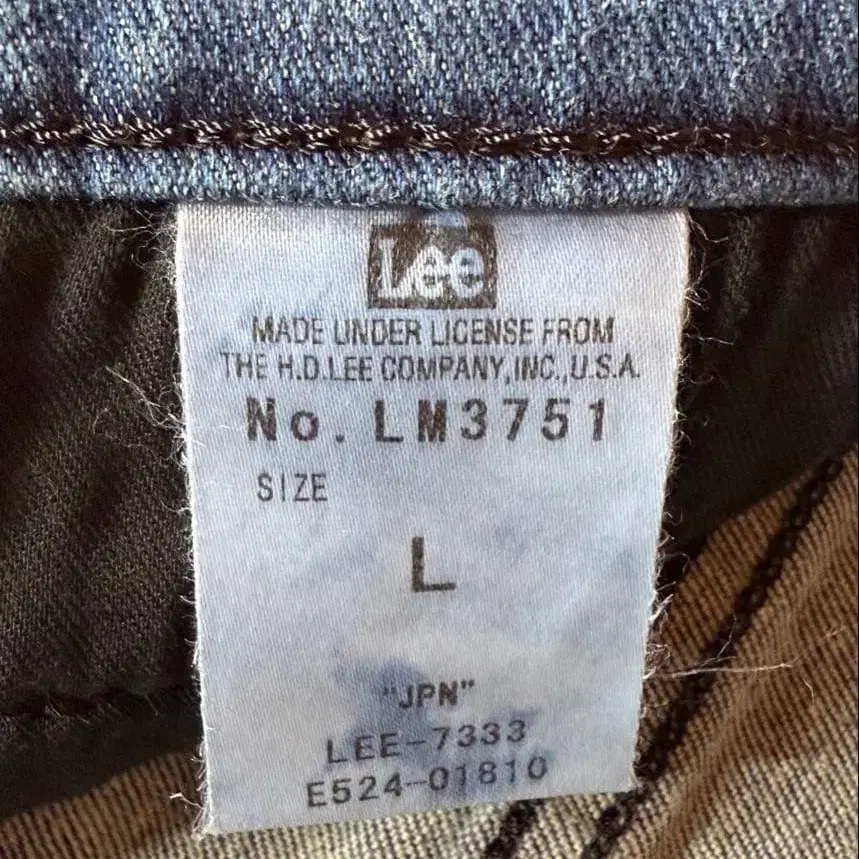 Lee
MADE UNDER LICENSE FROM
THE H.D.LEE COMPANY,INC.,U.S.A.
No. LM3751
SIZE
L
"JPN"
LEE-7333
E524-01810